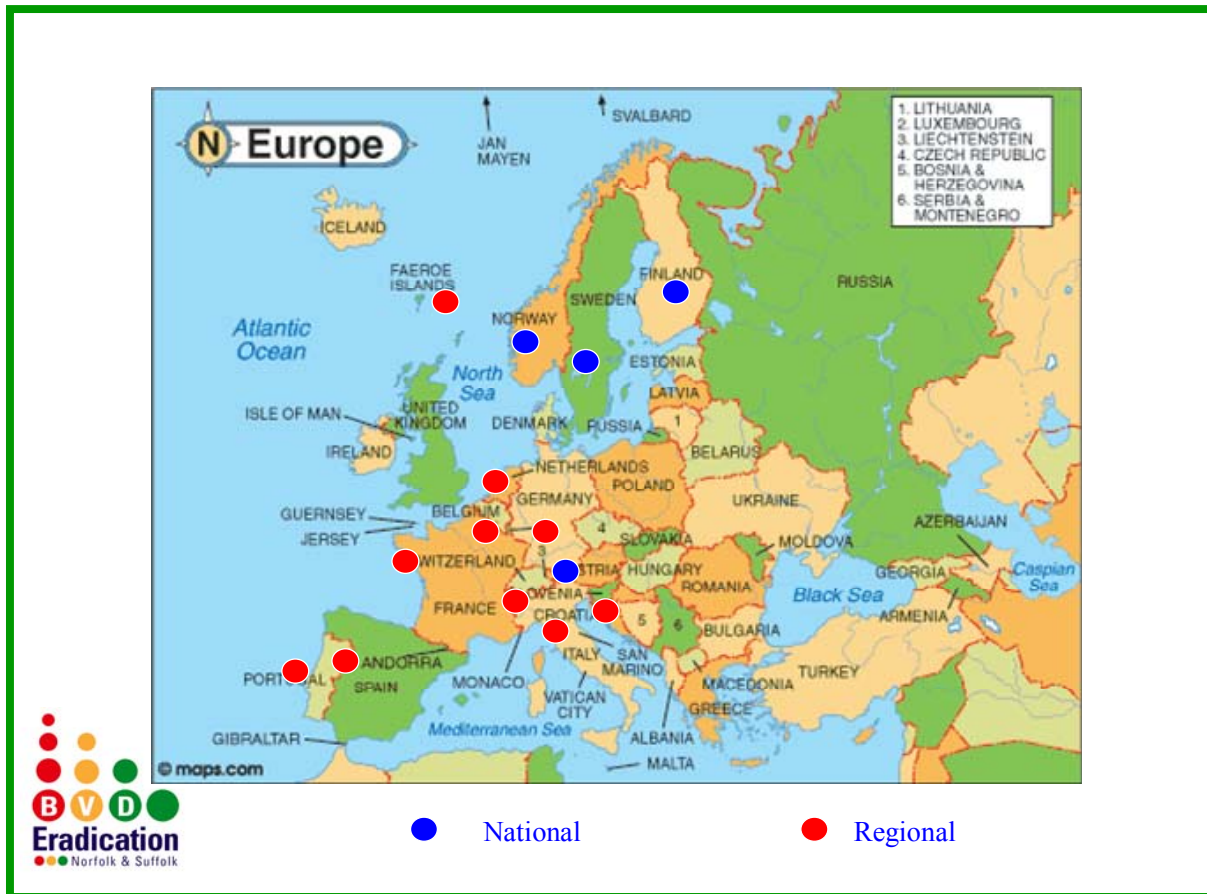 SVALBARD
JAN
MAYEN
N Europe
1. LITHUANIA
2. LUXEMBOURG
3. LIECHTENSTEIN
4. CZECH REPUBLIC
5. BOSNIA &
HERZEGOVINA
6. SERBIA &
MONTENEGRO
ICELAND
FAEROE
ISLANDS
FINLAND
RUSSIA
SWEDEN
NORWAY
Atlantic
Ocean
North
Sea
ESTONIA
LATVIA
ISLE OF MAN
UNITED
KINGDOM
DENMARK
RUSSIA
1
IRELAND
BELARUS
NETHERLANDS
POLAND
GERMANY
UKRAINE
GUERNSEY
BELGIUM
JERSEY
4
SLOVAKIA
AZERBAIJAN
MOLDOVA
WITZERLAND
3
STRIA
HUNGARY
GEORGIA
Caspian
Sea
ROMANIA
OVENIA
Black Sea
FRANCE
CROATIA
5
6
BULGARIA
ARMENIA
ITALY
SAN
MARINO
PORTUGAL
ANDORRA
SPAIN
MONACO
TURKEY
MACEDONIA
VATICAN
CITY
GREECE
Mediterranean Sea
GIBRALTAR
ALBANIA
MALTA
© maps.com
BVD
Eradication
Norfolk & Suffolk
National
Regional